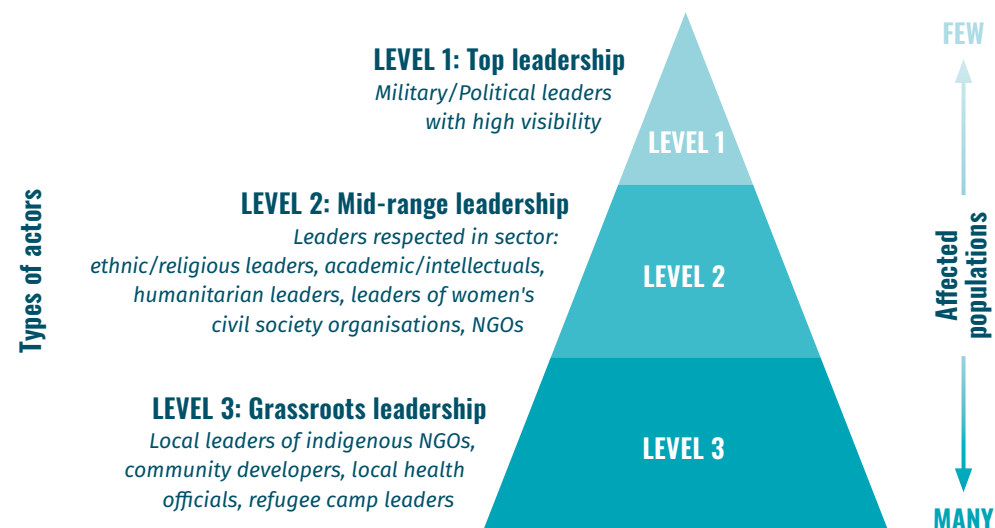 Types of actors
LEVEL 1: Top leadership
Military/Political leaders
with high visibility
LEVEL 2: Mid-range leadership
Leaders respected in sector:
ethnic/religious leaders, academic/intellectuals,
humanitarian leaders, leaders of women's
civil society organisations, NGOs
LEVEL 3: Grassroots leadership
Local leaders of indigenous NGOs,
community developers, local health
officials, refugee camp leaders
LEVEL 1
LEVEL 2
LEVEL 3
FEW
Affected
populations
MANY